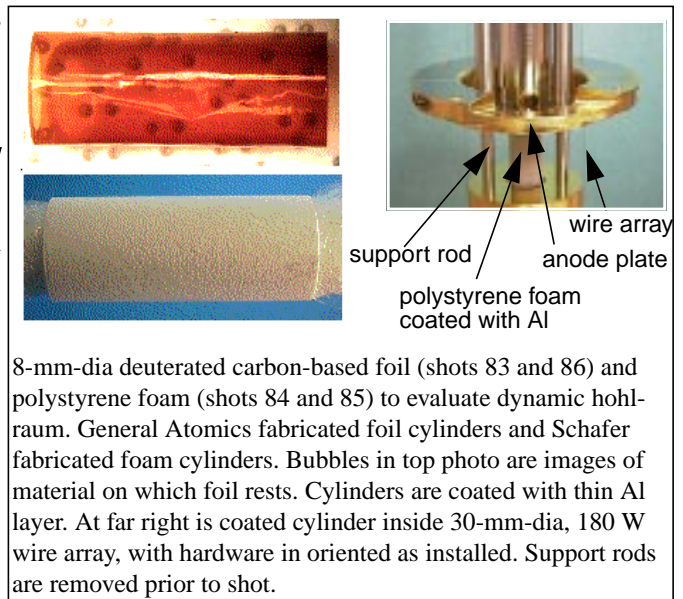 support rod
wire array
anode plate
polystyrene foam
coated with Al
8-mm-dia deuterated carbon-based foil (shots 83 and 86) and
polystyrene foam (shots 84 and 85) to evaluate dynamic hohl-
raum. General Atomics fabricated foil cylinders and Schafer
fabricated foam cylinders. Bubbles in top photo are images of
material on which foil rests. Cylinders are coated with thin Al
layer. At far right is coated cylinder inside 30-mm-dia, 180 W
wire array, with hardware in oriented as installed. Support rods
are removed prior to shot.